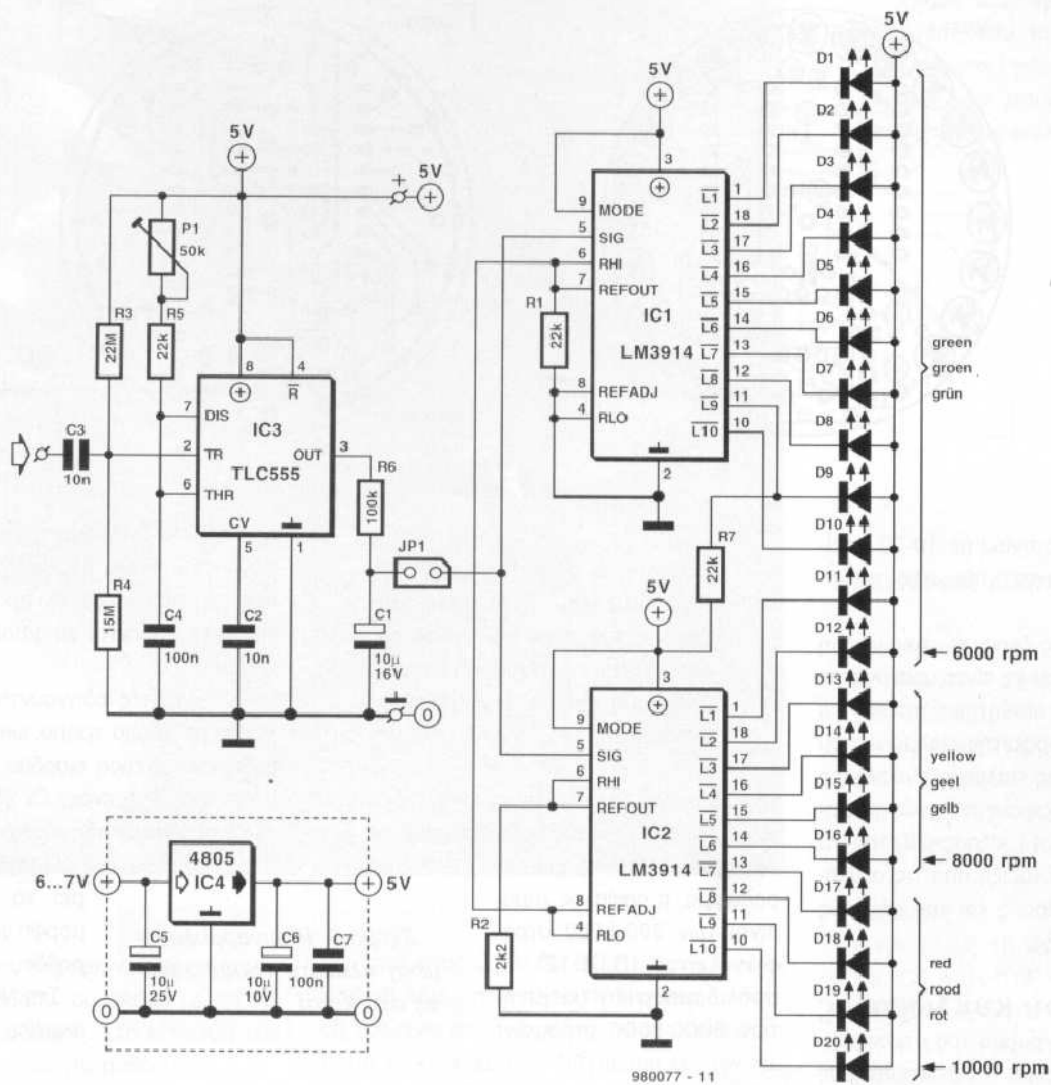 5V
5V
+
5V
P1
50k
R3
22M
R5
22k
8
4
R
7
DIS
IC3
2
TR
OUT
3
TLC555
6
THR
CV
5
1
C3
10n
R6
100k
JP1
R4
15M
C4
100n
C2
10n
C1
10µ
16V
0
4805
IC4
6...7V
5V
C5
10µ
25V
C6
10µ
10V
C7
100n
0
0
5V
3
9
MODE
5
SIG
6
RHI
7
REFOUT
R1
22k
IC1
LM3914
8
REFADJ
4
RLO
2
L1
1
L2
18
L3
17
L4
16
L5
15
L6
14
L7
13
L8
12
L9
11
L10
10
R7
22k
5V
3
9
MODE
5
SIG
6
RHI
7
REFOUT
IC2
LM3914
8
REFADJ
4
RLO
2
R2
2k2
L1
1
L2
18
L3
17
L4
16
L5
15
L6
14
L7
13
L8
12
L9
11
L10
10
5V
D1
D2
D3
D4
D5
D6
D7
D8
D9
D10
D11
D12
D13
D14
D15
D16
D17
D18
D19
D20
green
groen
grün
6000 rpm
yellow
geel
gelb
8000 rpm
red
rood
rot
10000 rpm
980077 - 11